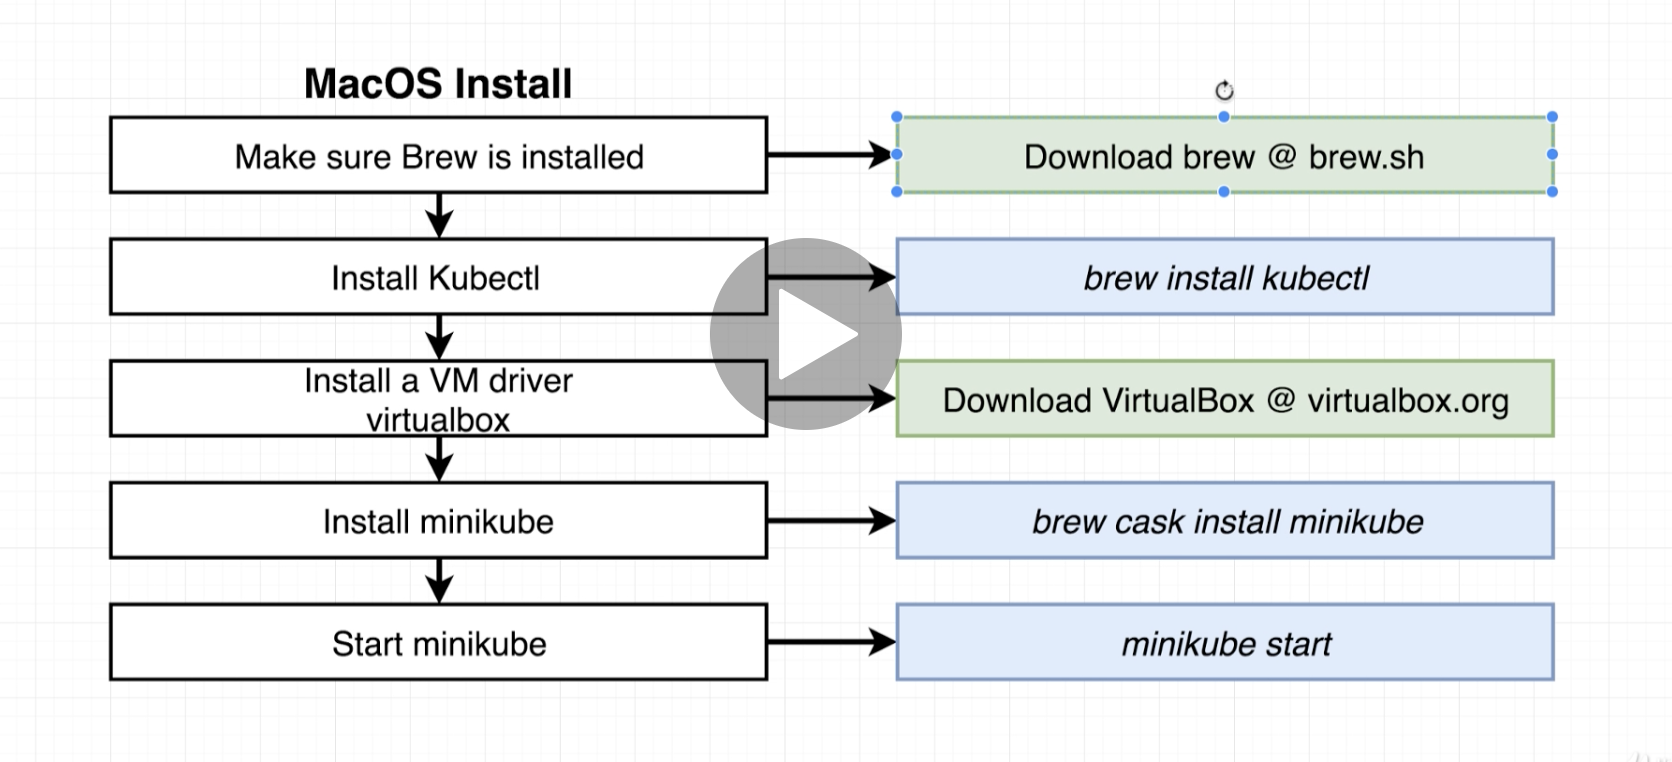 MacOS Install
Make sure Brew is installed
Download brew @ brew.sh
Install Kubectl
brew install kubectl
Install a VM driver
virtualbox
Download VirtualBox @ virtualbox.org
Install minikube
brew cask install minikube
Start minikube
minikube start